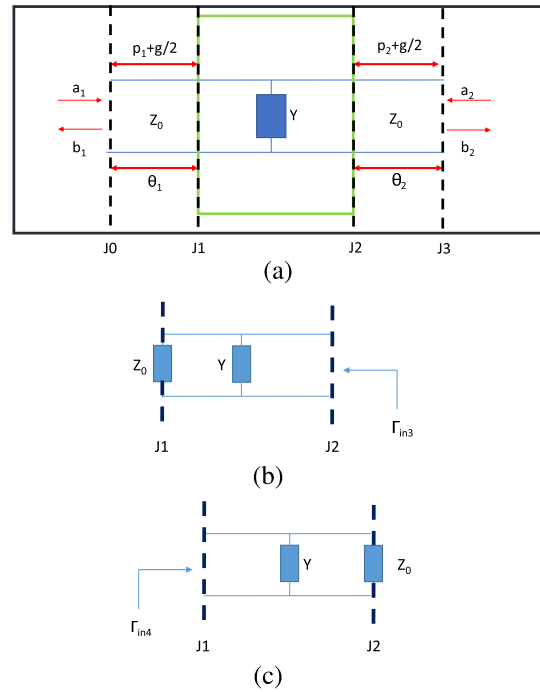 p₁+g/2 p₂+g/2
a₁ a₂
Z₀ Y Z₀
b₁ b₂
θ₁ θ₂
J0 J1 J2 J3
(a)
Z₀ Y
Γin3
J1 J2
(b)
Y Z₀
Γin4
J1 J2
(c)